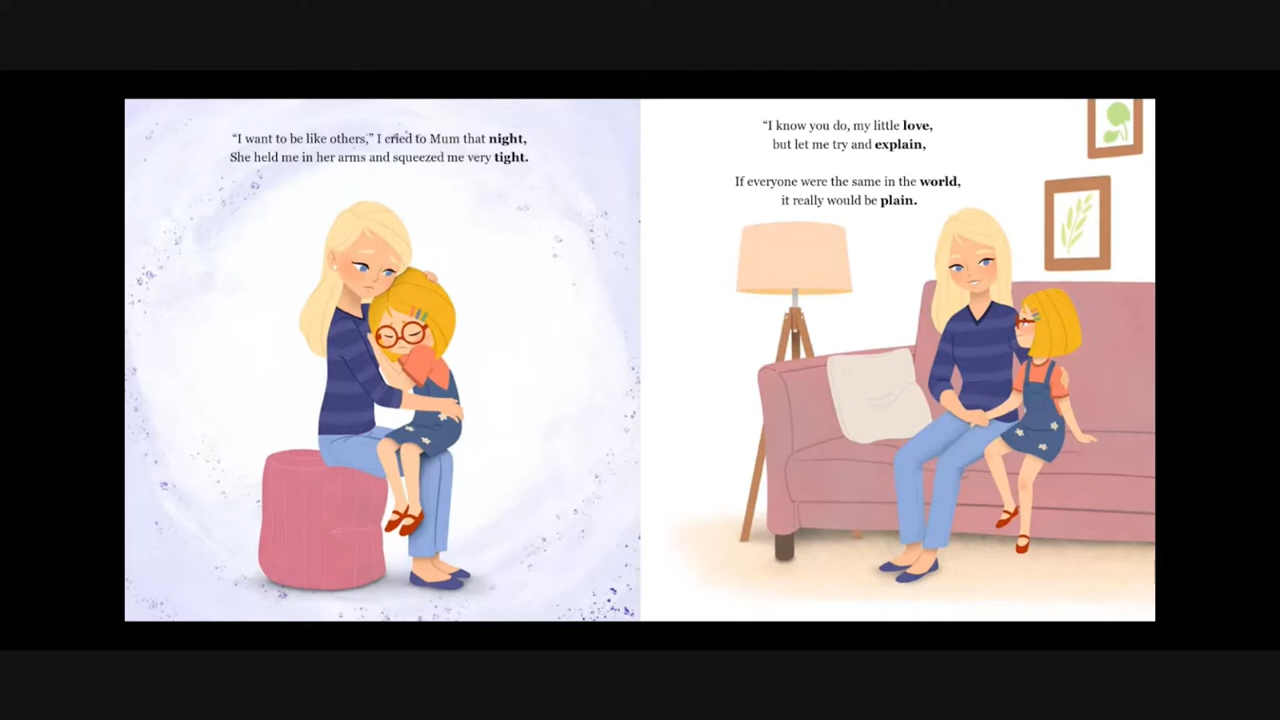 “I want to be like others,” I cried to Mum that night,
She held me in her arms and squeezed me very tight.
“I know you do, my little love,
but let me try and explain,
If everyone were the same in the world,
it really would be plain.